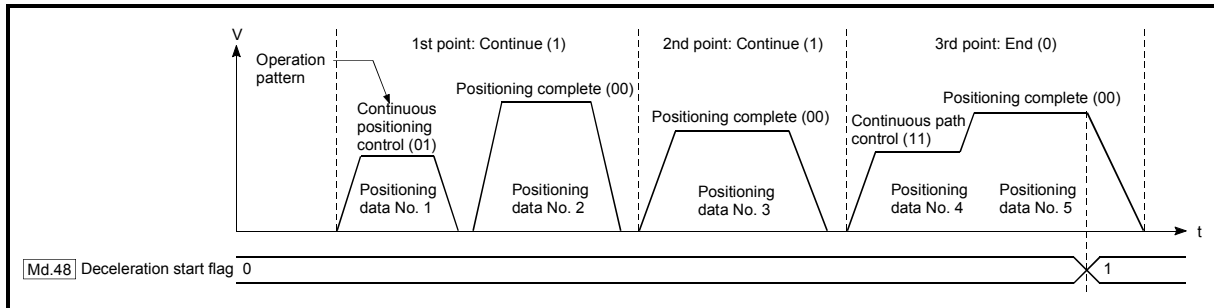 V
1st point: Continue (1)
2nd point: Continue (1)
3rd point: End (0)
Operation
pattern
Positioning complete (00)
Positioning complete (00)
Continuous
positioning
control (01)
Positioning complete (00)
Continuous path
control (11)
Positioning
data No. 1
Positioning
data No. 2
Positioning
data No. 3
Positioning
data No. 4
Positioning
data No. 5
t
Md.48 Deceleration start flag 0
1